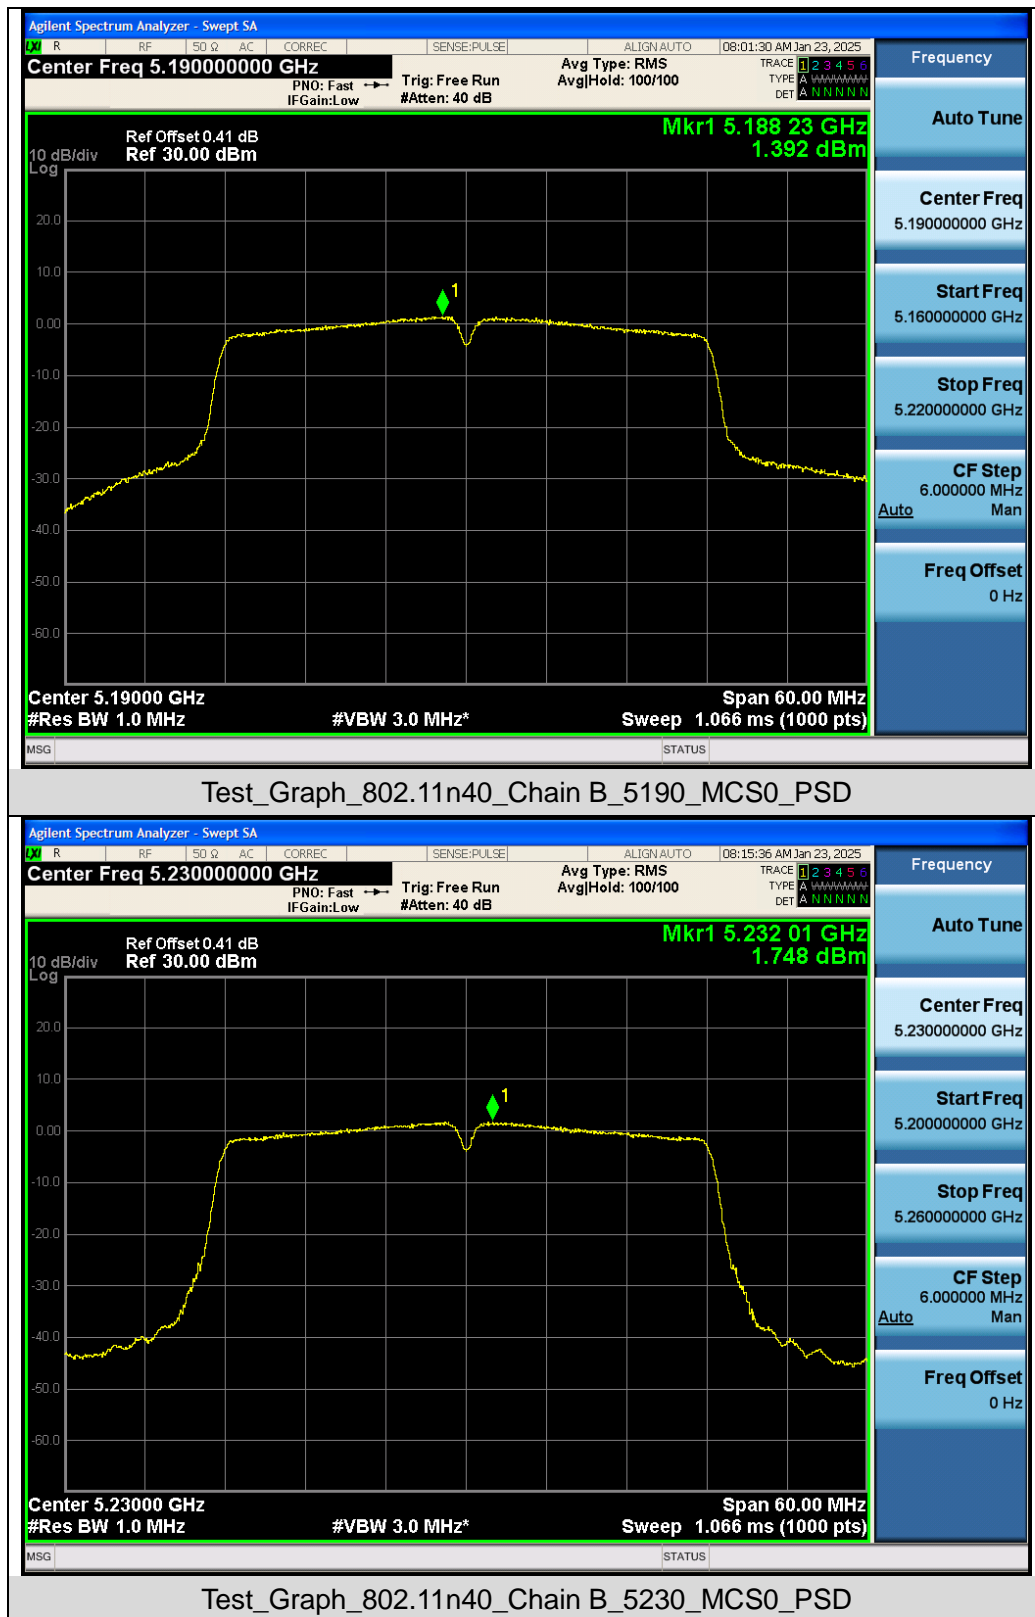 Agilent Spectrum Analyzer - Swept SA
LXI R RF 50 Ω AC CORREC SENSE:PULSE ALIGN AUTO 08:01:30 AM Jan 23, 2025
Center Freq 5.190000000 GHz
PNO: Fast
IFGain:Low
Trig: Free Run
#Atten: 40 dB
Avg Type: RMS
Avg|Hold: 100/100
TRACE 1 2 3 4 5 6
TYPE A WWWWW
DET A N N N N N
Ref Offset 0.41 dB
Ref 30.00 dBm
Mkr1 5.188 23 GHz
1.392 dBm
10 dB/div
Log
1
20.0
10.0
0.00
-10.0
-20.0
-30.0
-40.0
-50.0
-60.0
Center 5.19000 GHz
Span 60.00 MHz
#Res BW 1.0 MHz
#VBW 3.0 MHz*
Sweep 1.066 ms (1000 pts)
MSG
STATUS
Frequency
Auto Tune
Center Freq
5.190000000 GHz
Start Freq
5.160000000 GHz
Stop Freq
5.220000000 GHz
CF Step
6.000000 MHz
Auto Man
Freq Offset
0 Hz
Test_Graph_802.11n40_Chain B_5190_MCS0_PSD
Agilent Spectrum Analyzer - Swept SA
LXI R RF 50 Ω AC CORREC SENSE:PULSE ALIGN AUTO 08:15:36 AM Jan 23, 2025
Center Freq 5.230000000 GHz
PNO: Fast
IFGain:Low
Trig: Free Run
#Atten: 40 dB
Avg Type: RMS
Avg|Hold: 100/100
TRACE 1 2 3 4 5 6
TYPE A WWWWW
DET A N N N N N
Ref Offset 0.41 dB
Ref 30.00 dBm
Mkr1 5.232 01 GHz
1.748 dBm
10 dB/div
Log
1
20.0
10.0
0.00
-10.0
-20.0
-30.0
-40.0
-50.0
-60.0
Center 5.23000 GHz
Span 60.00 MHz
#Res BW 1.0 MHz
#VBW 3.0 MHz*
Sweep 1.066 ms (1000 pts)
MSG
STATUS
Frequency
Auto Tune
Center Freq
5.230000000 GHz
Start Freq
5.200000000 GHz
Stop Freq
5.260000000 GHz
CF Step
6.000000 MHz
Auto Man
Freq Offset
0 Hz
Test_Graph_802.11n40_Chain B_5230_MCS0_PSD